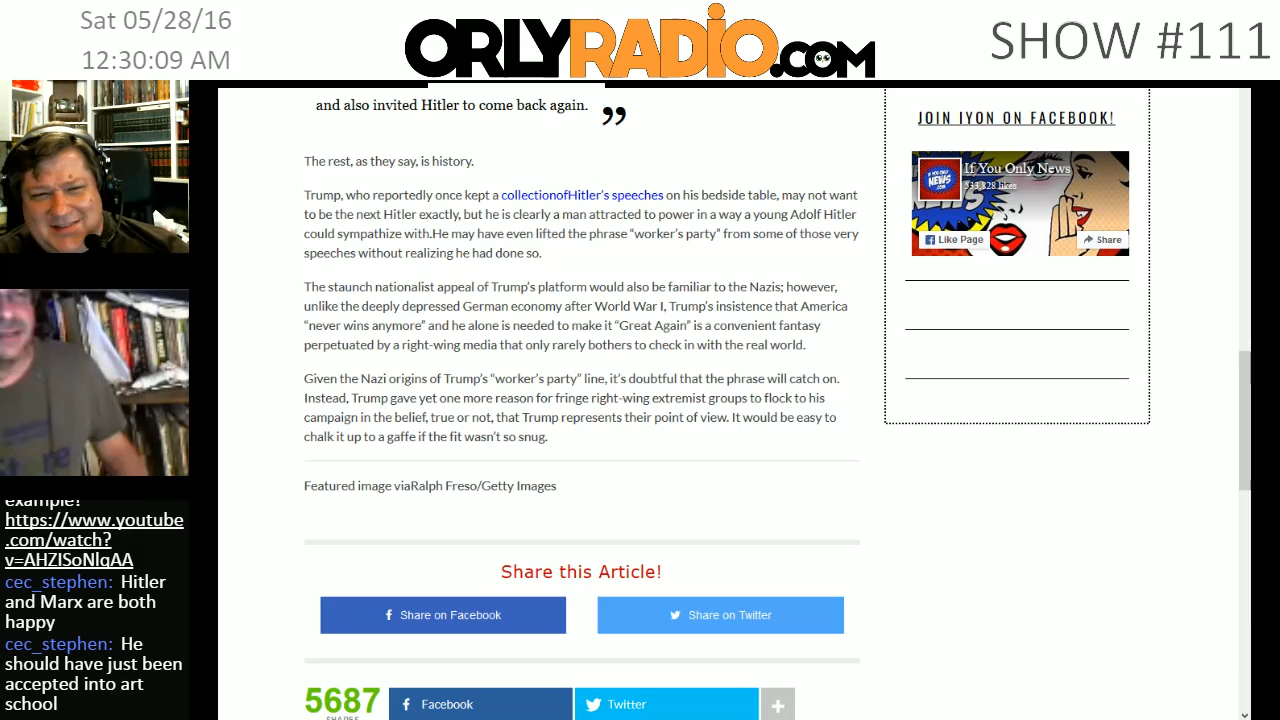 Sat 05/28/16
12:30:09 AM
ORLYRADiO.COM
SHOW #111
and also invited Hitler to come back again.
”
The rest, as they say, is history.
Trump, who reportedly once kept a collectionofHitler's speeches on his bedside table, may not want
to be the next Hitler exactly, but he is clearly a man attracted to power in a way a young Adolf Hitler
could sympathize with.He may have even lifted the phrase “worker's party” from some of those very
speeches without realizing he had done so.
The staunch nationalist appeal of Trump's platform would also be familiar to the Nazis; however,
unlike the deeply depressed German economy after World War I, Trump's insistence that America
“never wins anymore” and he alone is needed to make it “Great Again” is a convenient fantasy
perpetuated by a right-wing media that only rarely bothers to check in with the real world.
Given the Nazi origins of Trump's “worker's party” line, it's doubtful that the phrase will catch on.
Instead, Trump gave yet one more reason for fringe right-wing extremist groups to flock to his
campaign in the belief, true or not, that Trump represents their point of view. It would be easy to
chalk it up to a gaffe if the fit wasn't so snug.
Featured image viaRalph Freso/Getty Images
Share this Article!
Share on Facebook
Share on Twitter
5687
SHARES
Facebook
Twitter
+
JOIN IYON ON FACEBOOK!
IF YOU ONLY
NEWS
.COM
If You Only News
533,828 likes
Like Page
Share
example!
https://www.youtube
.com/watch?
v=AHZISoNlqAA
cec_stephen: Hitler
and Marx are both
happy
cec_stephen: He
should have just been
accepted into art
school